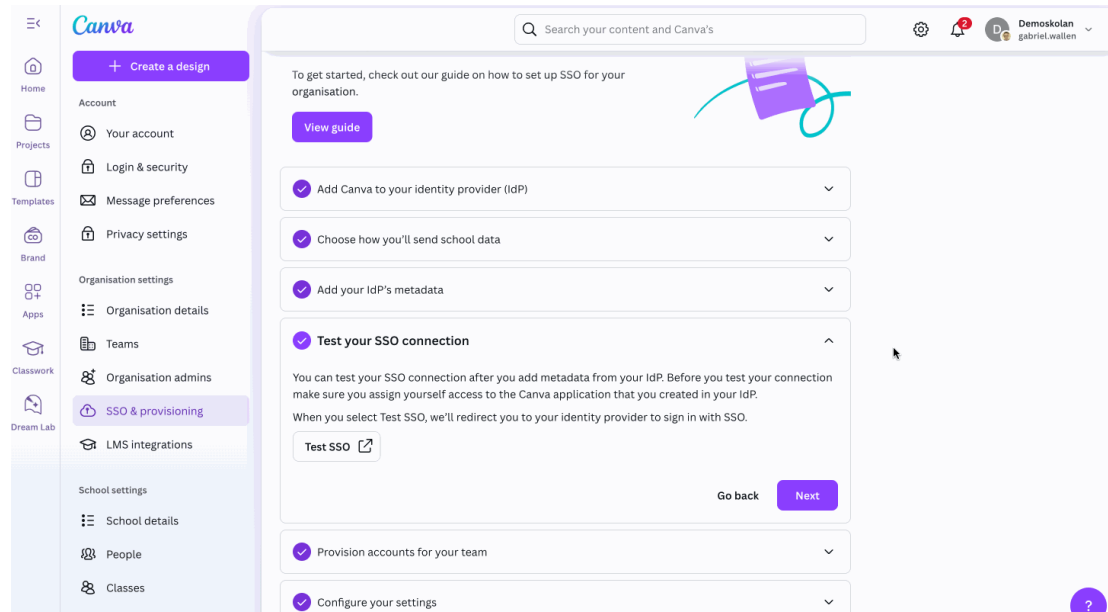 Canva
Search your content and Canva's
2
D
Demoskolan
gabriel.wallen
Home
Projects
Templates
CO
Brand
Apps
Classwork
Dream Lab
Create a design
Account
Your account
Login & security
Message preferences
Privacy settings
Organisation settings
Organisation details
Teams
Organisation admins
SSO & provisioning
LMS integrations
School settings
School details
People
Classes
To get started, check out our guide on how to set up SSO for your
organisation.
View guide
Add Canva to your identity provider (IdP)
Choose how you'll send school data
Add your IdP's metadata
Test your SSO connection
You can test your SSO connection after you add metadata from your IdP. Before you test your connection
make sure you assign yourself access to the Canva application that you created in your IdP.
When you select Test SSO, we'll redirect you to your identity provider to sign in with SSO.
Test SSO
Go back
Next
Provision accounts for your team
Configure your settings
?